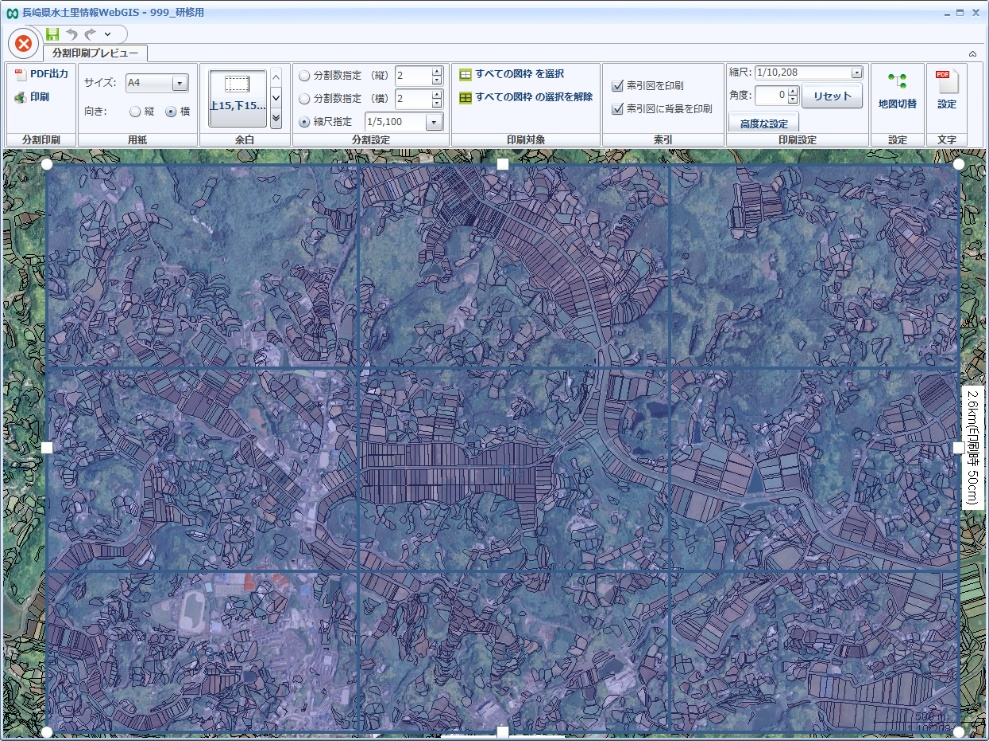 長崎県水土里情報WebGIS - 999_研修用
分割印刷プレビュー
PDF出力
印刷
分割印刷
サイズ: A4
向き: 縦 横
用紙
上15,下15...
余白
分割数指定 (縦) 2
分割数指定 (横) 2
縮尺指定 1/5,100
分割設定
すべての図枠 を選択
すべての図枠 の選択を解除
印刷対象
索引図を印刷
索引図に背景を印刷
索引
縮尺: 1/10,208
角度: 0 リセット
高度な設定
印刷設定
地図切替
設定
PDF
設定
文字
2.6km(印刷時 50cm)